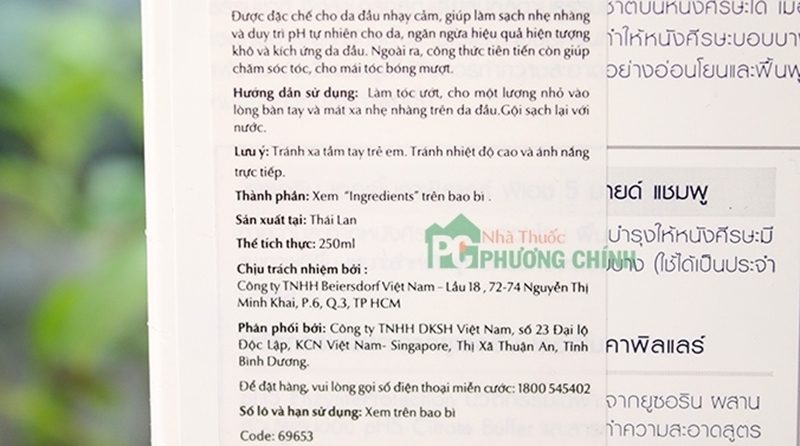 Được đặc chế cho da đầu nhạy cảm, giúp làm sạch nhẹ nhàng
và duy trì pH tự nhiên cho da, ngăn ngừa hiệu quả hiện tượng
khô và kích ứng da đầu. Ngoài ra, công thức tiên tiến còn giúp
chăm sóc tóc, cho mái tóc bóng mượt.
Hướng dẫn sử dụng: Làm tóc ướt, cho một lượng nhỏ vào
lòng bàn tay và mát xa nhẹ nhàng trên da đầu.Gội sạch lại với
nước.
Lưu ý: Tránh xa tầm tay trẻ em. Tránh nhiệt độ cao và ánh nắng
trực tiếp.
Thành phần: Xem "Ingredients" trên bao bì .
Sản xuất tại: Thái Lan
Thể tích thực: 250ml
Chịu trách nhiệm bởi :
Công ty TNHH Beiersdorf Việt Nam – Lầu 18 , 72-74 Nguyễn Thị
Minh Khai, P.6, Q.3, TP HCM
Phân phối bởi: Công ty TNHH DKSH Việt Nam, số 23 Đại lộ
Độc Lập, KCN Việt Nam- Singapore, Thị Xã Thuận An, Tỉnh
Bình Dương.
Để đặt hàng, vui lòng gọi số điện thoại miễn cước: 1800 545402
Số lô và hạn sử dụng: Xem trên bao bì
Code: 69653
PC Nhà Thuốc
PHƯƠNG CHÍNH
ชาติบนหนังศีรษะได้ เมื่อ
ทำให้หนังศีรษะบอบบาง
อย่างอ่อนโยนและฟื้นฟู
ยด์ แชมพู
บำรุงให้หนังศีรษะมี
บาง (ใช้ได้เป็นประจำ
คาพิลแลร์
จากยูเซอริน ผสาน
ทำความสะอาดสูตร